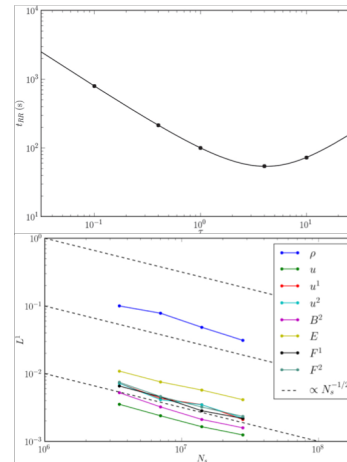 10⁴
10³
10²
10¹
t_RR (s)
10⁻¹ 10⁰ 10¹
τ
10⁰
10⁻¹
10⁻²
10⁻³
L¹
10⁶ 10⁷ 10⁸
N_s
ρ
u
u¹
u²
B²
E
F¹
F²
∝ N_s^{-1/2}